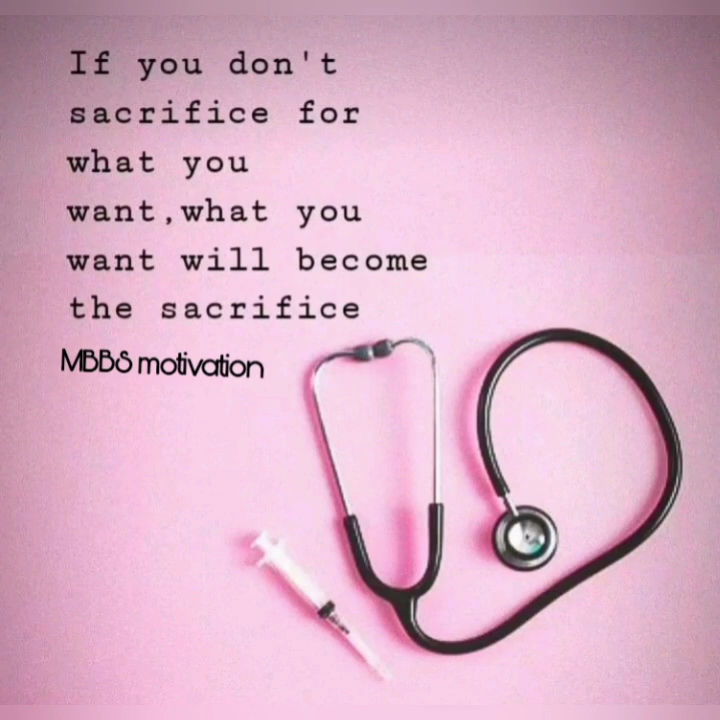 If you don't
sacrifice for
what you
want,what you
want will become
the sacrifice
MBBS motivation